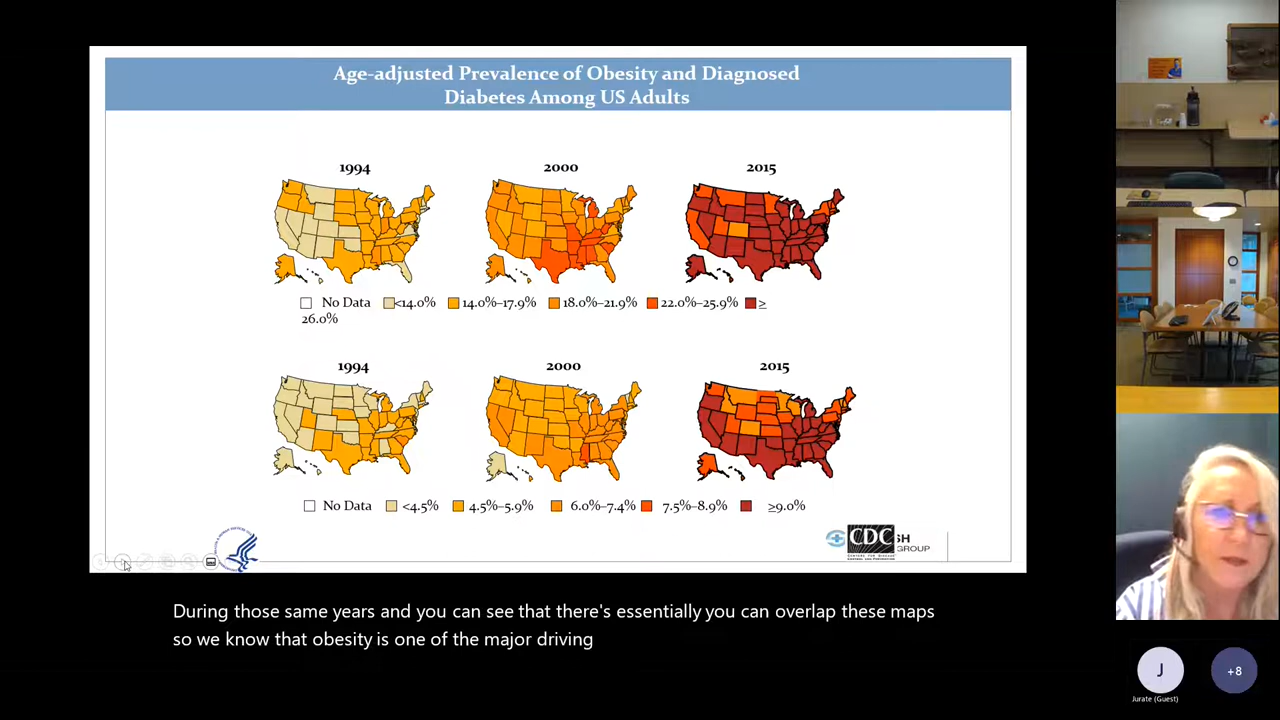 Age-adjusted Prevalence of Obesity and Diagnosed
Diabetes Among US Adults
1994
2000
2015
No Data
<14.0%
14.0%–17.9%
18.0%–21.9%
22.0%–25.9%
≥
26.0%
1994
2000
2015
No Data
<4.5%
4.5%–5.9%
6.0%–7.4%
7.5%–8.9%
≥9.0%
CDC
SH
GROUP
During those same years and you can see that there's essentially you can overlap these maps
so we know that obesity is one of the major driving
J
+8
Jurate (Guest)